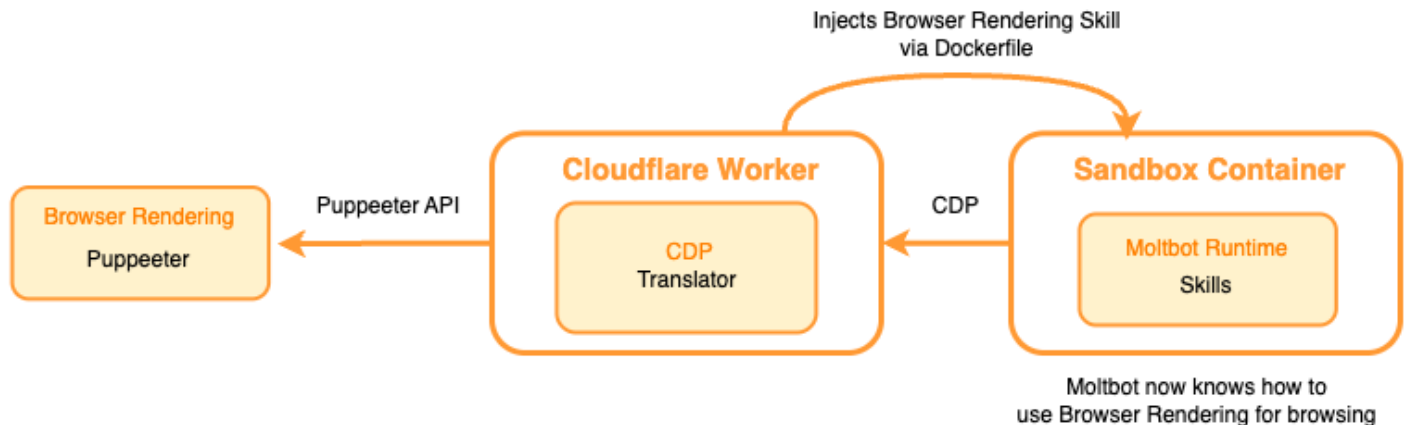 Injects Browser Rendering Skill
via Dockerfile
Browser Rendering
Puppeeter
Puppeeter API
Cloudflare Worker
CDP
Translator
CDP
Sandbox Container
Moltbot Runtime
Skills
Moltbot now knows how to
use Browser Rendering for browsing